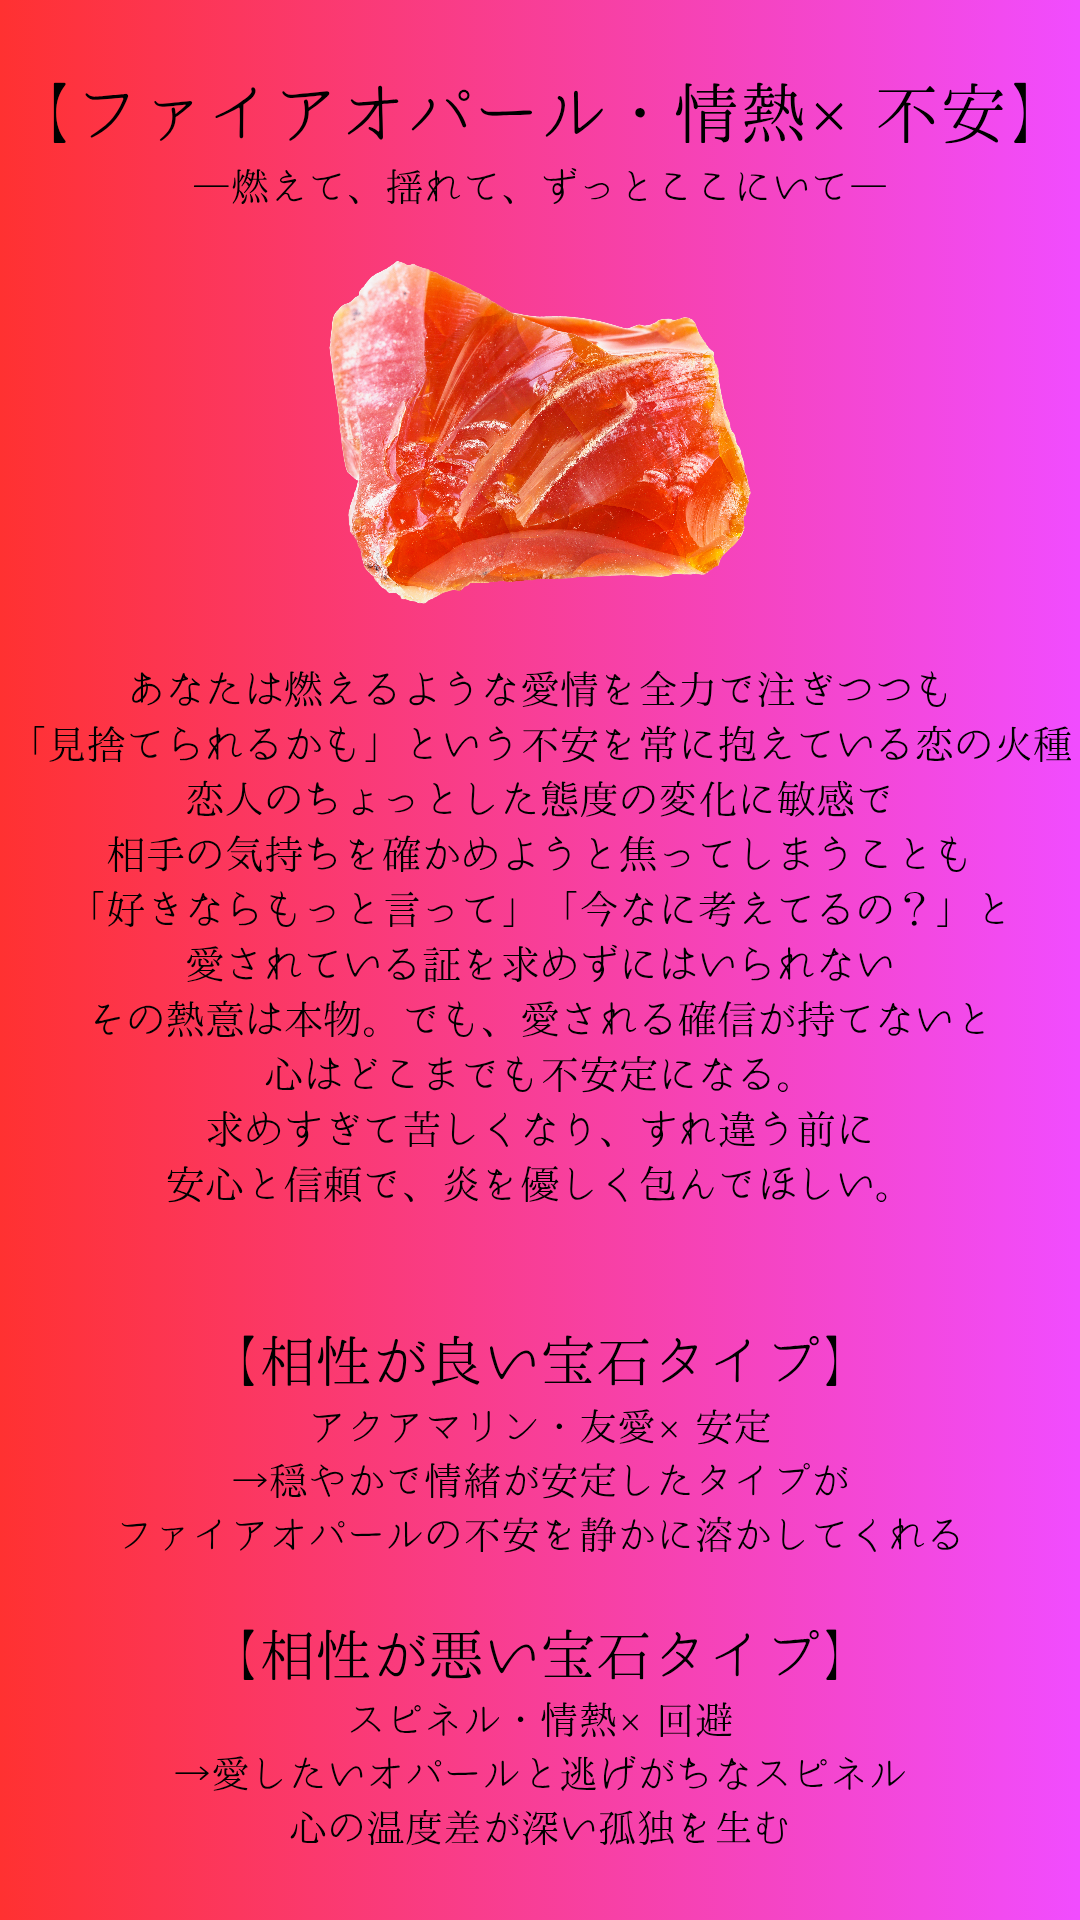 【ファイアオパール・情熱× 不安】
―燃えて、揺れて、ずっとここにいて―
あなたは燃えるような愛情を全力で注ぎつつも
「見捨てられるかも」という不安を常に抱えている恋の火種
恋人のちょっとした態度の変化に敏感で
相手の気持ちを確かめようと焦ってしまうことも
「好きならもっと言って」「今なに考えてるの？」と
愛されている証を求めずにはいられない
その熱意は本物。でも、愛される確信が持てないと
心はどこまでも不安定になる。
求めすぎて苦しくなり、すれ違う前に
安心と信頼で、炎を優しく包んでほしい。
【相性が良い宝石タイプ】
アクアマリン・友愛× 安定
→穏やかで情緒が安定したタイプが
ファイアオパールの不安を静かに溶かしてくれる
【相性が悪い宝石タイプ】
スピネル・情熱× 回避
→愛したいオパールと逃げがちなスピネル
心の温度差が深い孤独を生む